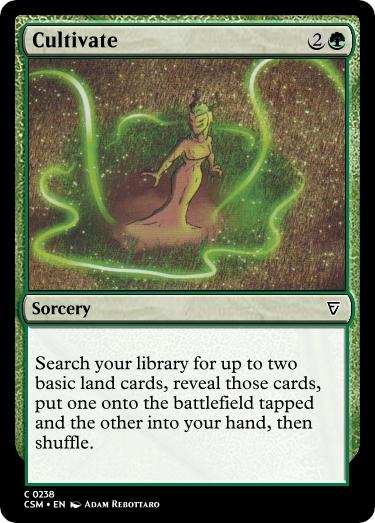 Cultivate 2
Sorcery
Search your library for up to two
basic land cards, reveal those cards,
put one onto the battlefield tapped
and the other into your hand, then
shuffle.
C 0238
CSM • EN Adam Rebottaro